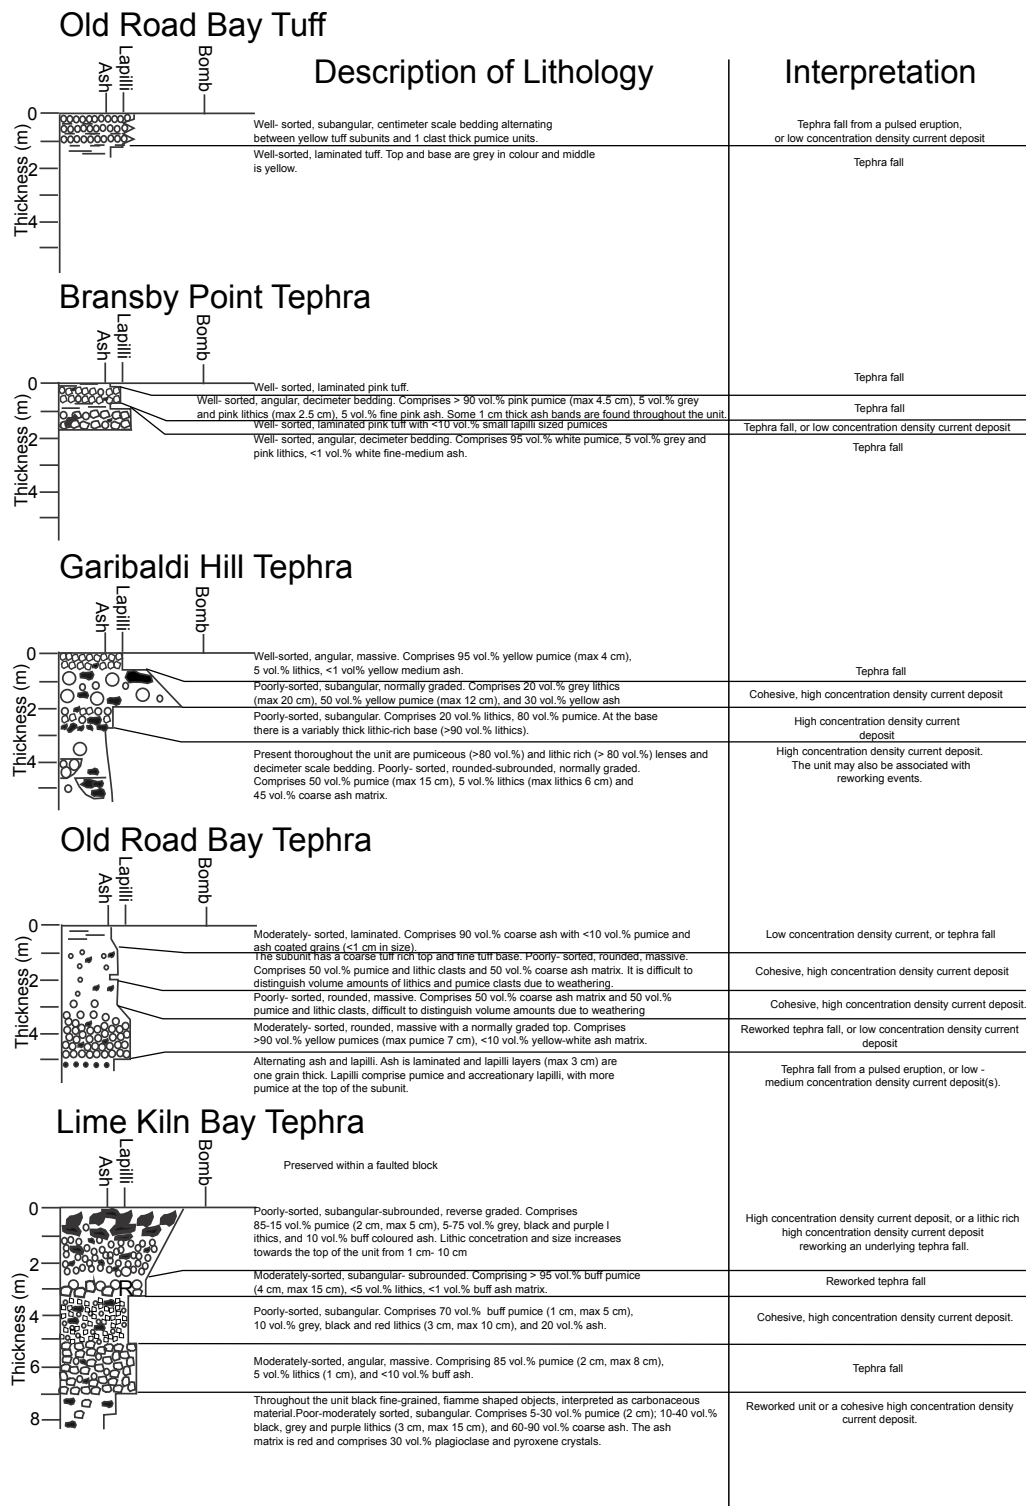 Old Road Bay Tuff
Ash
Lapilli
Bomb
Description of Lithology
Interpretation
Thickness (m)
0
2
4
Well- sorted, subangular, centimeter scale bedding alternating
between yellow tuff subunits and 1 clast thick pumice units.
Tephra fall from a pulsed eruption,
or low concentration density current deposit
Well-sorted, laminated tuff. Top and base are grey in colour and middle
is yellow.
Tephra fall
Bransby Point Tephra
Ash
Lapilli
Bomb
Thickness (m)
0
2
4
Well- sorted, laminated pink tuff.
Tephra fall
Well- sorted, angular, decimeter bedding. Comprises > 90 vol.% pink pumice (max 4.5 cm), 5 vol.% grey
and pink lithics (max 2.5 cm), 5 vol.% fine pink ash. Some 1 cm thick ash bands are found throughout the unit.
Tephra fall
Well- sorted, laminated pink tuff with <10 vol.% small lapilli sized pumices
Tephra fall, or low concentration density current deposit
Well- sorted, angular, decimeter bedding. Comprises 95 vol.% white pumice, 5 vol.% grey and
pink lithics, <1 vol.% white fine-medium ash.
Tephra fall
Garibaldi Hill Tephra
Ash
Lapilli
Bomb
Thickness (m)
0
2
4
Well-sorted, angular, massive. Comprises 95 vol.% yellow pumice (max 4 cm),
5 vol.% lithics, <1 vol% yellow medium ash.
Tephra fall
Poorly-sorted, subangular, normally graded. Comprises 20 vol.% grey lithics
(max 20 cm), 50 vol.% yellow pumice (max 12 cm), and 30 vol.% yellow ash
Cohesive, high concentration density current deposit
Poorly-sorted, subangular. Comprises 20 vol.% lithics, 80 vol.% pumice. At the base
there is a variably thick lithic-rich base (>90 vol.% lithics).
High concentration density current
deposit
Present thoroughout the unit are pumiceous (>80 vol.%) and lithic rich (> 80 vol.%) lenses and
decimeter scale bedding. Poorly- sorted, rounded-subrounded, normally graded.
Comprises 50 vol.% pumice (max 15 cm), 5 vol.% lithics (max lithics 6 cm) and
45 vol.% coarse ash matrix.
High concentration density current deposit.
The unit may also be associated with
reworking events.
Old Road Bay Tephra
Ash
Lapilli
Bomb
Thickness (m)
0
2
4
Moderately- sorted, laminated. Comprises 90 vol.% coarse ash with <10 vol.% pumice and
ash coated grains (<1 cm in size).
Low concentration density current, or tephra fall
The subunit has a coarse tuff rich top and fine tuff base. Poorly- sorted, rounded, massive.
Comprises 50 vol.% pumice and lithic clasts and 50 vol.% coarse ash matrix. It is difficult to
distinguish volume amounts of lithics and pumice clasts due to weathering.
Cohesive, high concentration density current deposit
Poorly- sorted, rounded, massive. Comprises 50 vol.% coarse ash matrix and 50 vol.%
pumice and lithic clasts, difficult to distinguish volume amounts due to weathering
Cohesive, high concentration density current deposit.
Moderately- sorted, rounded, massive with a normally graded top. Comprises
>90 vol.% yellow pumices (max pumice 7 cm), <10 vol.% yellow-white ash matrix.
Reworked tephra fall, or low concentration density current
deposit
Alternating ash and lapilli. Ash is laminated and lapilli layers (max 3 cm) are
one grain thick. Lapilli comprise pumice and accreationary lapilli, with more
pumice at the top of the subunit.
Tephra fall from a pulsed eruption, or low -
medium concentration density current deposit(s).
Lime Kiln Bay Tephra
Ash
Lapilli
Bomb
Preserved within a faulted block
Thickness (m)
0
2
4
6
8
R
Poorly-sorted, subangular-subrounded, reverse graded. Comprises
85-15 vol.% pumice (2 cm, max 5 cm), 5-75 vol.% grey, black and purple l
ithics, and 10 vol.% buff coloured ash. Lithic concetration and size increases
towards the top of the unit from 1 cm- 10 cm
High concentration density current deposit, or a lithic rich
high concentration density current deposit
reworking an underlying tephra fall.
Moderately-sorted, subangular- subrounded. Comprising > 95 vol.% buff pumice
(4 cm, max 15 cm), <5 vol.% lithics, <1 vol.% buff ash matrix.
Reworked tephra fall
Poorly-sorted, subangular. Comprises 70 vol.% buff pumice (1 cm, max 5 cm),
10 vol.% grey, black and red lithics (3 cm, max 10 cm), and 20 vol.% ash.
Cohesive, high concentration density current deposit.
Moderately-sorted, angular, massive. Comprising 85 vol.% pumice (2 cm, max 8 cm),
5 vol.% lithics (1 cm), and <10 vol.% buff ash.
Tephra fall
Throughout the unit black fine-grained, fiamme shaped objects, interpreted as carbonaceous
material.Poor-moderately sorted, subangular. Comprises 5-30 vol.% pumice (2 cm); 10-40 vol.%
black, grey and purple lithics (3 cm, max 15 cm), and 60-90 vol.% coarse ash. The ash
matrix is red and comprises 30 vol.% plagioclase and pyroxene crystals.
Reworked unit or a cohesive high concentration density
current deposit.